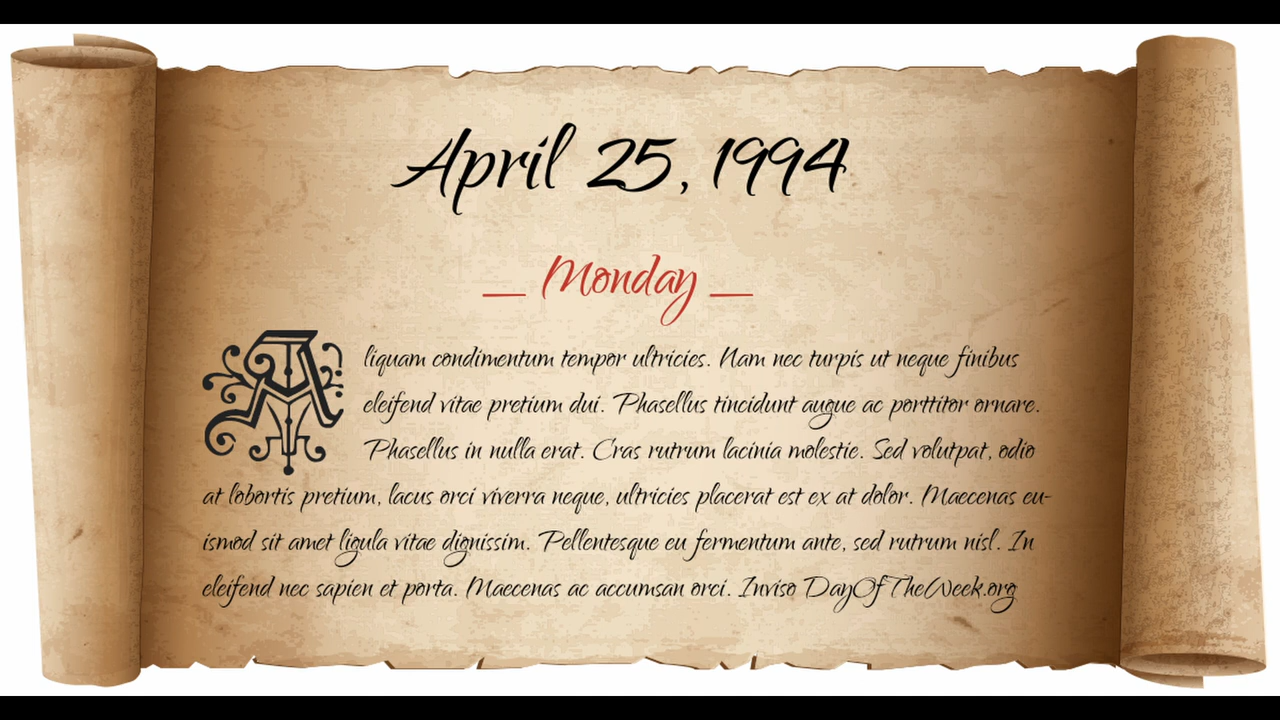 April 25, 1994
— Monday —
Aliquam condimentum tempor ultricies. Nam nec turpis ut neque finibus
eleifend vitae pretium dui. Phasellus tincidunt augue ac porttitor ornare.
Phasellus in nulla erat. Cras rutrum lacinia molestie. Sed volutpat, odio
at lobortis pretium, lacus orci viverra neque, ultricies placerat est ex at dolor. Maecenas eu-
ismod sit amet ligula vitae dignissim. Pellentesque eu fermentum ante, sed rutrum nisl. In
eleifend nec sapien et porta. Maecenas ac accumsan orci. Inviso DayOfTheWeek.org